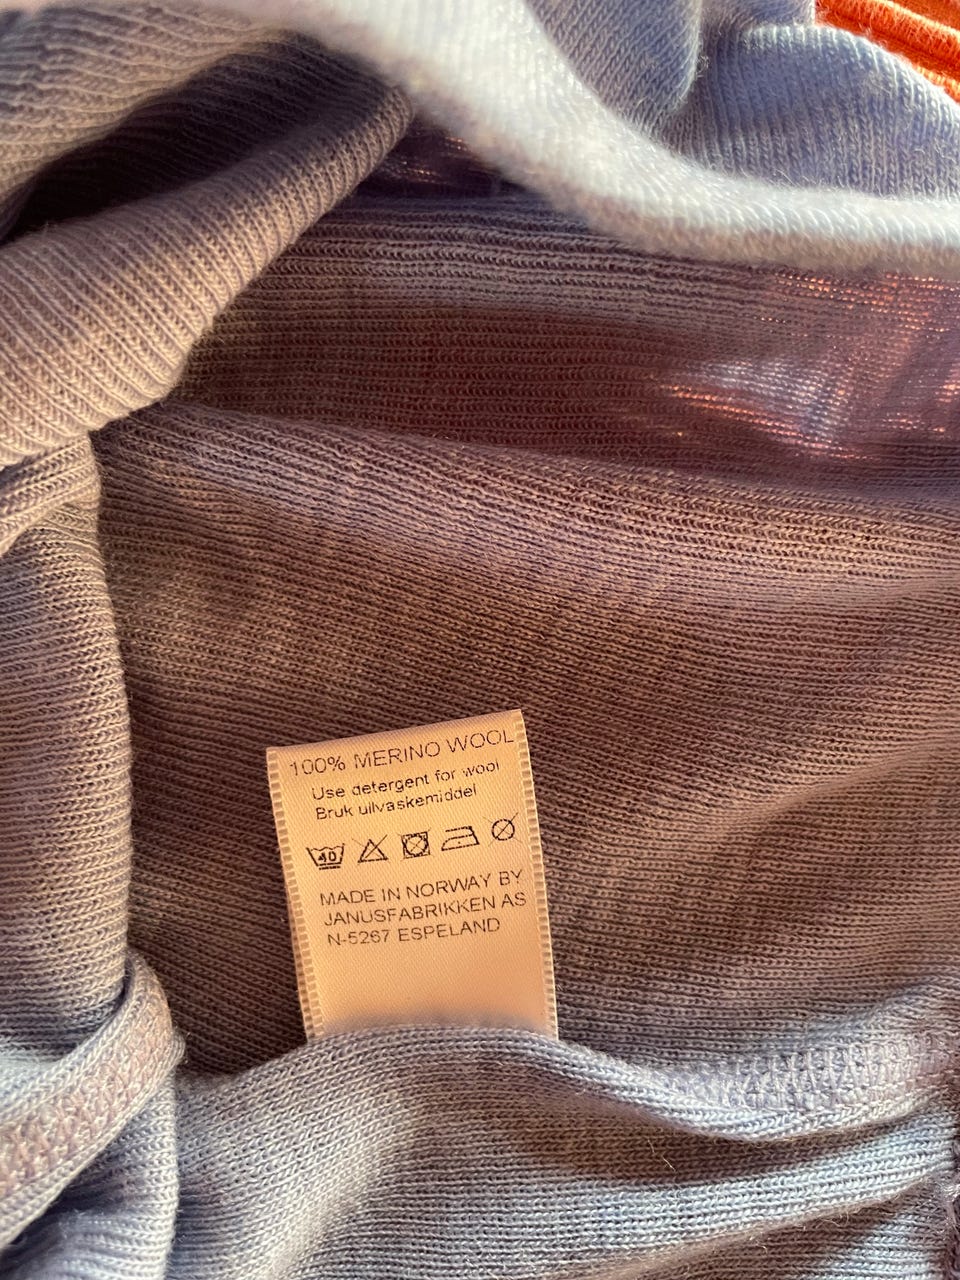 100% MERINO WOOL
Use detergent for wool
Bruk ullvaskemiddel
40
MADE IN NORWAY BY
JANUSFABRIKKEN AS
N-5267 ESPELAND